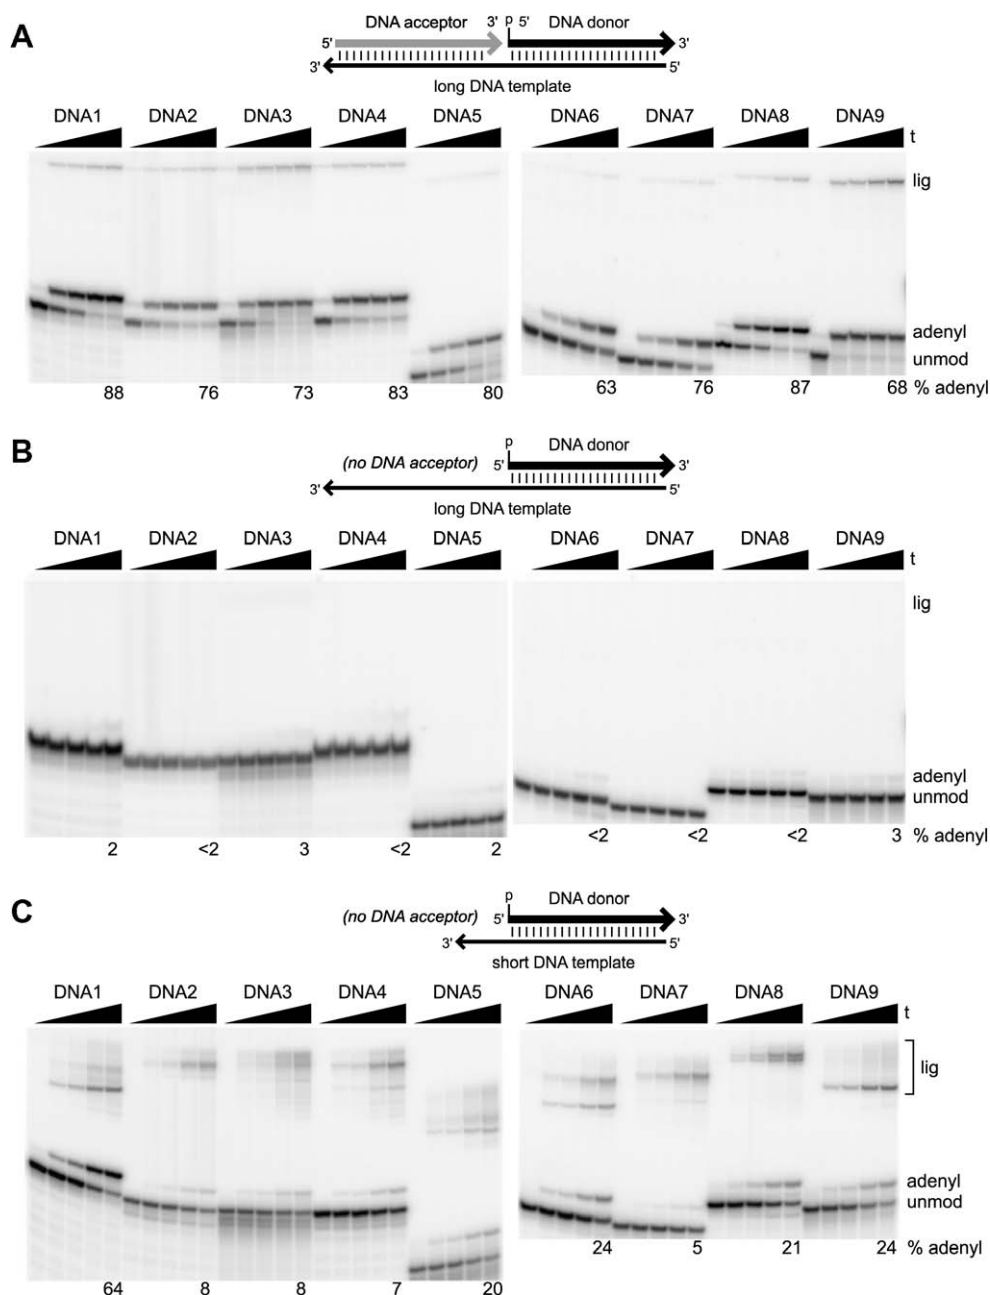 A
DNA acceptor 3' p 5' DNA donor
5' 3'
3' 5'
long DNA template
DNA1 DNA2 DNA3 DNA4 DNA5 DNA6 DNA7 DNA8 DNA9
t
lig
adenyl
unmod
88 76 73 83 80 63 76 87 68 % adenyl
B
p
(no DNA acceptor) 5' DNA donor 3'
3' 5'
long DNA template
DNA1 DNA2 DNA3 DNA4 DNA5 DNA6 DNA7 DNA8 DNA9
t
lig
adenyl
unmod
2 <2 3 <2 2 <2 <2 <2 3 % adenyl
C
p
(no DNA acceptor) 5' DNA donor 3'
3' 5'
short DNA template
DNA1 DNA2 DNA3 DNA4 DNA5 DNA6 DNA7 DNA8 DNA9
t
lig
adenyl
unmod
24 5 21 24 % adenyl
64 8 8 7 20